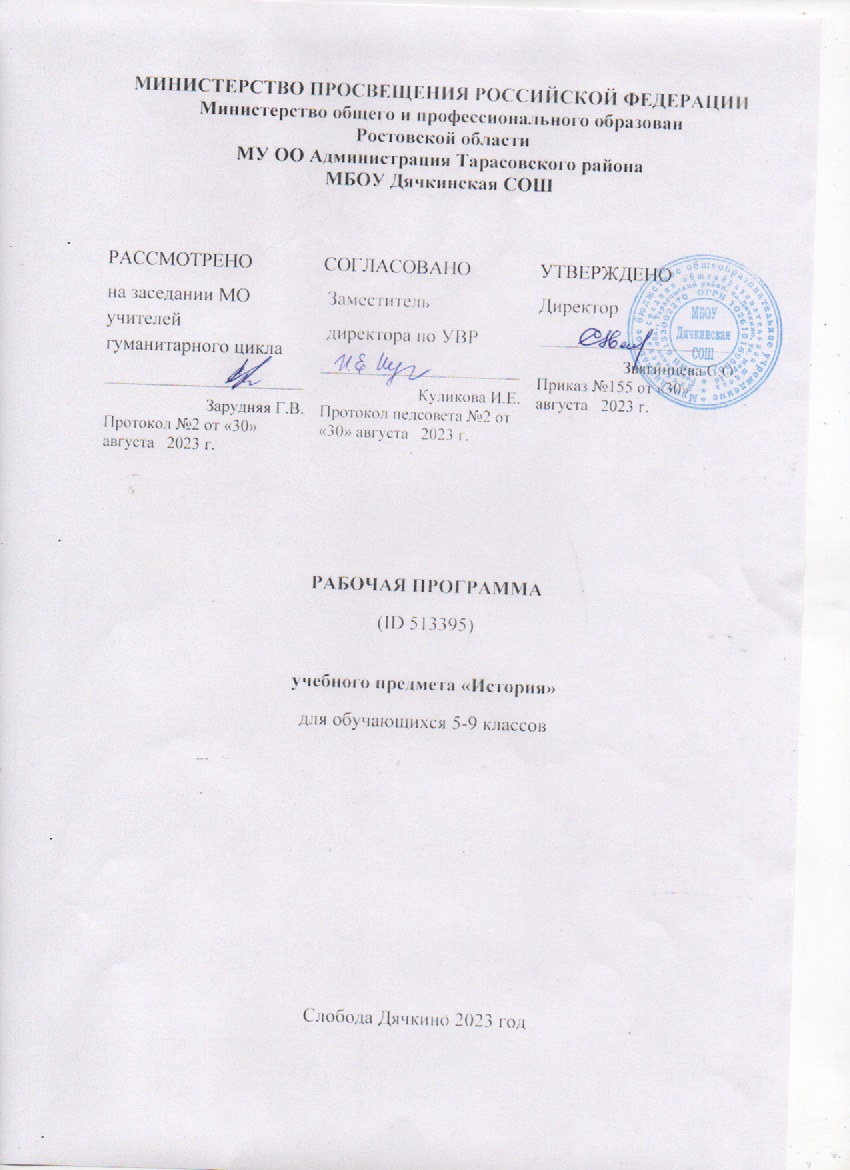 МИНИСТЕРСТВО ПРОСВЕЩЕНИЯ РОССИЙСКОЙ ФЕДЕРАЦИИ
Министерство общего и профессионального образован
Ростовской области
МУ ОО Администрация Тарасовского района
МБОУ Дячкинская СОШ
РАССМОТРЕНО
на заседании МО
учителей
гуманитарного цикла
Зарудняя Г.В.
Протокол №2 от «30»
августа 2023 г.
СОГЛАСОВАНО
Заместитель
директора по УВР
Куликова И.Е.
Протокол педсовета №2 от
«30» августа 2023 г.
УТВЕРЖДЕНО
Директор
Звягинцева С.О
Приказ №155 от «30»
августа 2023 г.
МБОУ
Дячкинская
СОШ
РАБОЧАЯ ПРОГРАММА
(ID 513395)
учебного предмета «История»
для обучающихся 5-9 классов
Слобода Дячкино 2023 год